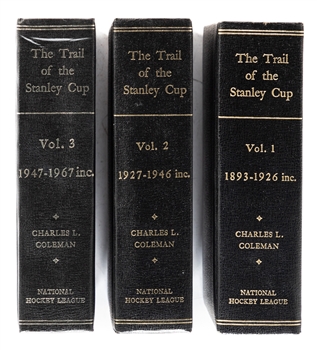 The Trail
of the
Stanley Cup
Vol. 3
1947-1967 inc.
CHARLES L.
COLEMAN
NATIONAL
HOCKEY LEAGUE
The Trail
of the
Stanley Cup
Vol. 2
1927-1946 inc.
CHARLES L.
COLEMAN
NATIONAL
HOCKEY LEAGUE
The Trail
of the
Stanley Cup
Vol. 1
1893-1926 inc.
CHARLES L.
COLEMAN
NATIONAL
HOCKEY LEAGUE